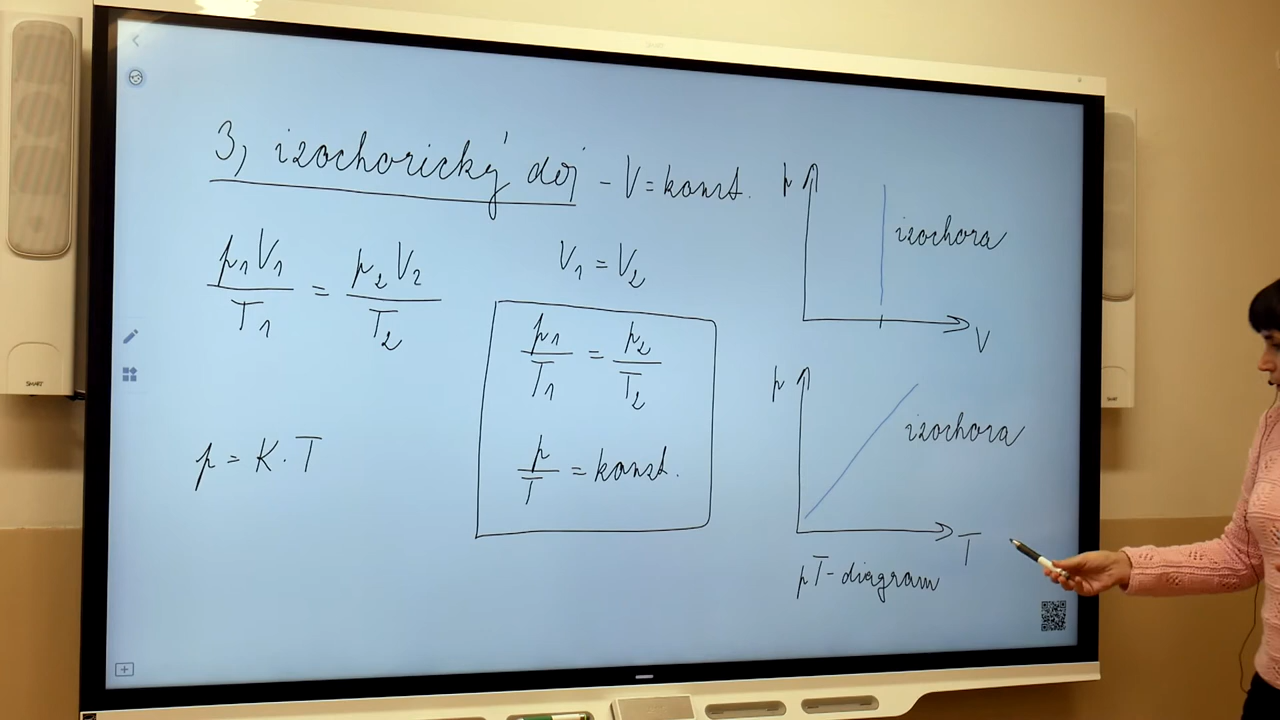 3, izochorický dej - V = konst.
p₁V₁/T₁ = p₂V₂/T₂
V₁ = V₂
p₁/T₁ = p₂/T₂
p/T = konst.
p = K.T
p
izochora
V
p
izochora
T
pT-diagram
SMART